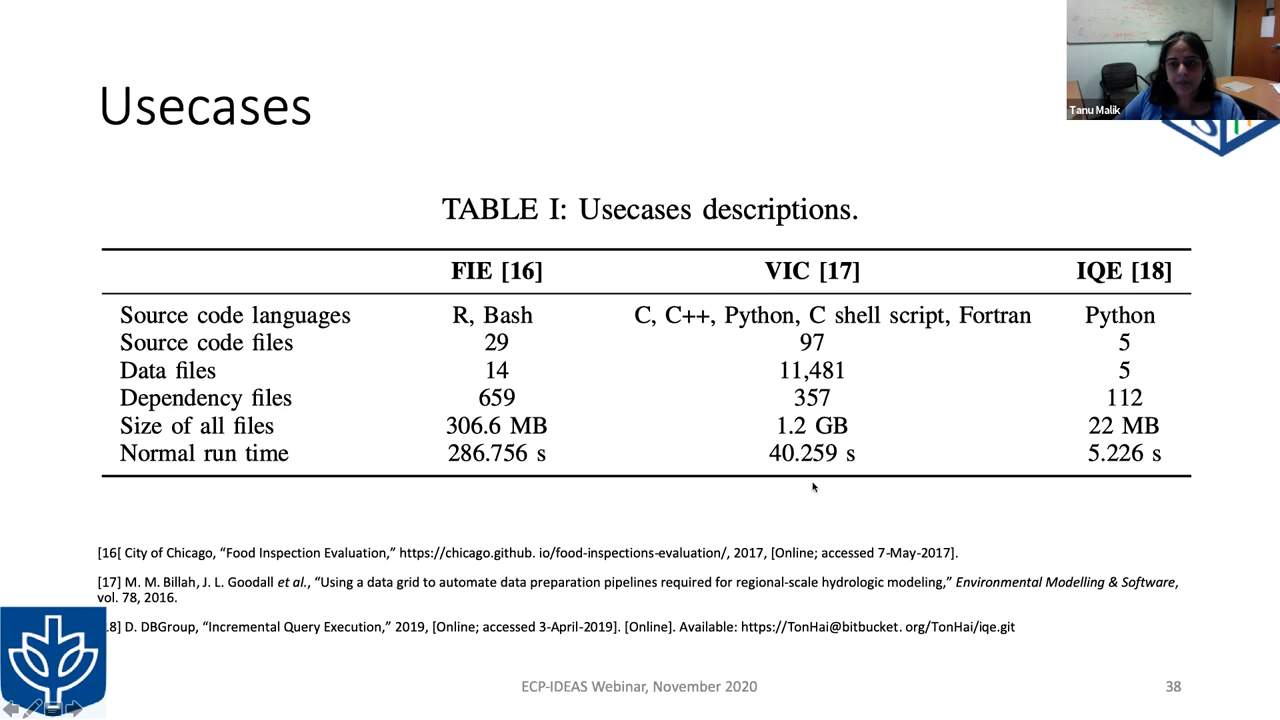 Tanu Malik
Usecases
TABLE I: Usecases descriptions.
FIE [16] VIC [17] IQE [18]
Source code languages R, Bash C, C++, Python, C shell script, Fortran Python
Source code files 29 97 5
Data files 14 11,481 5
Dependency files 659 357 112
Size of all files 306.6 MB 1.2 GB 22 MB
Normal run time 286.756 s 40.259 s 5.226 s
[16[ City of Chicago, “Food Inspection Evaluation,” https://chicago.github. io/food-inspections-evaluation/, 2017, [Online; accessed 7-May-2017].
[17] M. M. Billah, J. L. Goodall et al., “Using a data grid to automate data preparation pipelines required for regional-scale hydrologic modeling,” Environmental Modelling & Software,
vol. 78, 2016.
8] D. DBGroup, “Incremental Query Execution,” 2019, [Online; accessed 3-April-2019]. [Online]. Available: https://TonHai@bitbucket. org/TonHai/iqe.git
ECP-IDEAS Webinar, November 2020
38